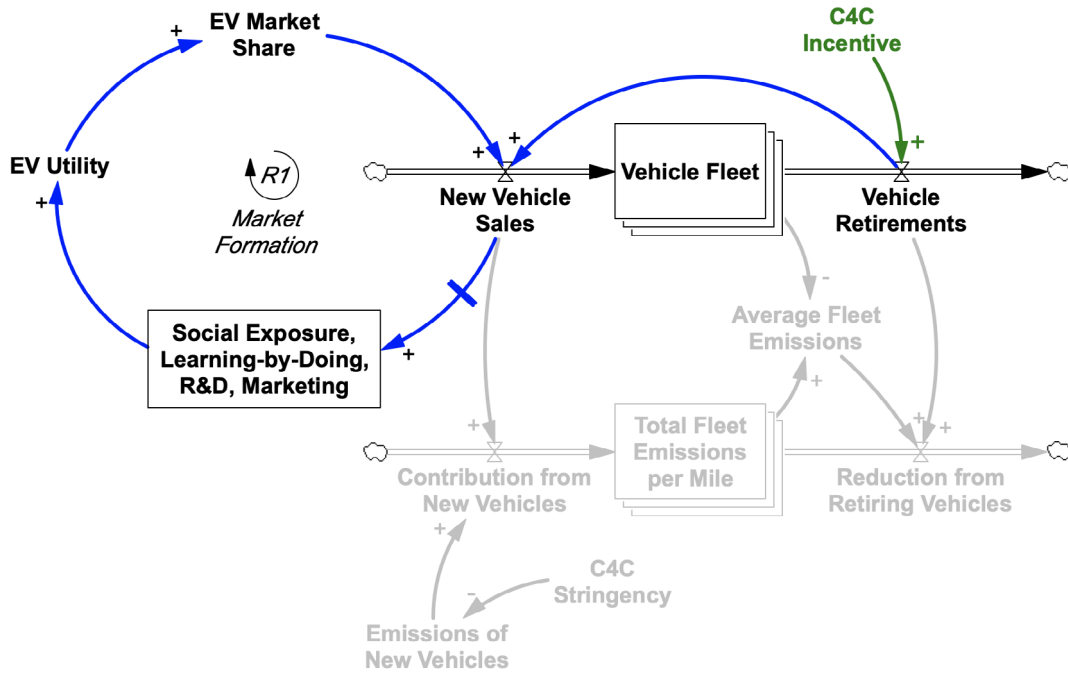 EV Market
Share
C4C
Incentive
+
+
+
+
EV Utility
R1
Vehicle Fleet
+
New Vehicle
Sales
Vehicle
Retirements
Market
Formation
-
Average Fleet
Emissions
Social Exposure,
Learning-by-Doing,
R&D, Marketing
+
+
+
Total Fleet
Emissions
per Mile
+
+
+
Contribution from
New Vehicles
Reduction from
Retiring Vehicles
+
C4C
Stringency
-
Emissions of
New Vehicles